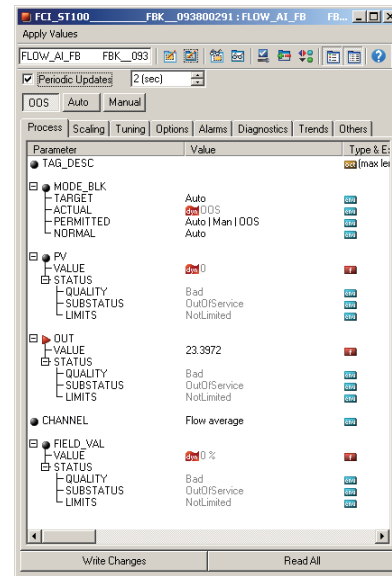 FCI_ST100 FBK__093800291 : FLOW_AI_FB FB...
Apply Values
FLOW_AI_FB FBK__093
Periodic Updates 2 (sec)
OOS Auto Manual
Process Scaling Tuning Options Alarms Diagnostics Trends Others
Parameter Value Type & E:
TAG_DESC (max ler
MODE_BLK
TARGET Auto
ACTUAL dyn OOS
PERMITTED Auto | Man | OOS
NORMAL Auto
PV
VALUE dyn 0
STATUS
QUALITY Bad
SUBSTATUS OutOfService
LIMITS NotLimited
OUT
VALUE 23.3972
STATUS
QUALITY Bad
SUBSTATUS OutOfService
LIMITS NotLimited
CHANNEL Flow average
FIELD_VAL
VALUE dyn 0 %
STATUS
QUALITY Bad
SUBSTATUS OutOfService
LIMITS NotLimited
Write Changes Read All